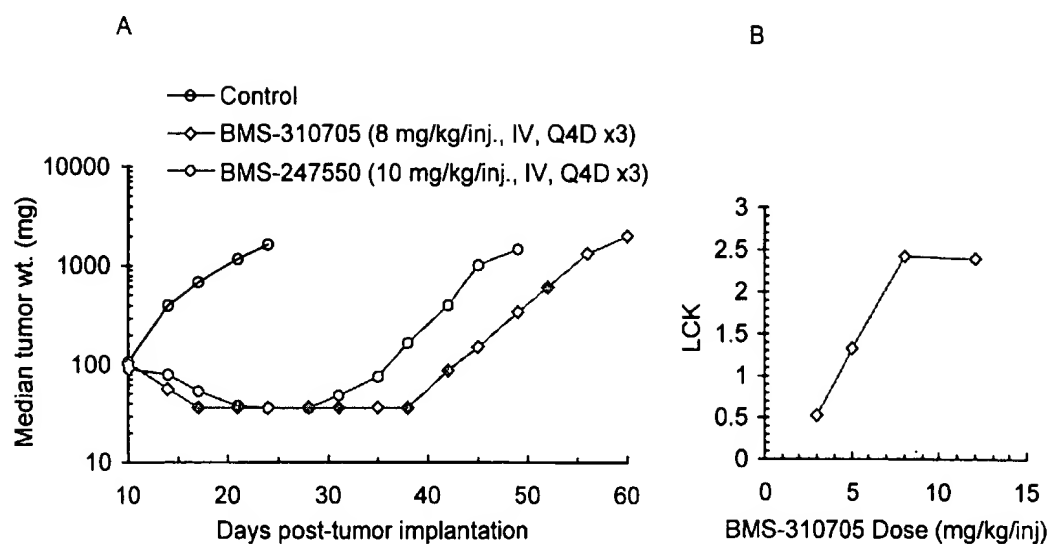 A
B
Control
BMS-310705 (8 mg/kg/inj., IV, Q4D x3)
BMS-247550 (10 mg/kg/inj., IV, Q4D x3)
Median tumor wt. (mg)
10000
1000
100
10
10 20 30 40 50 60
Days post-tumor implantation
LCK
3
2.5
2
1.5
1
0.5
0
0 5 10 15
BMS-310705 Dose (mg/kg/inj)